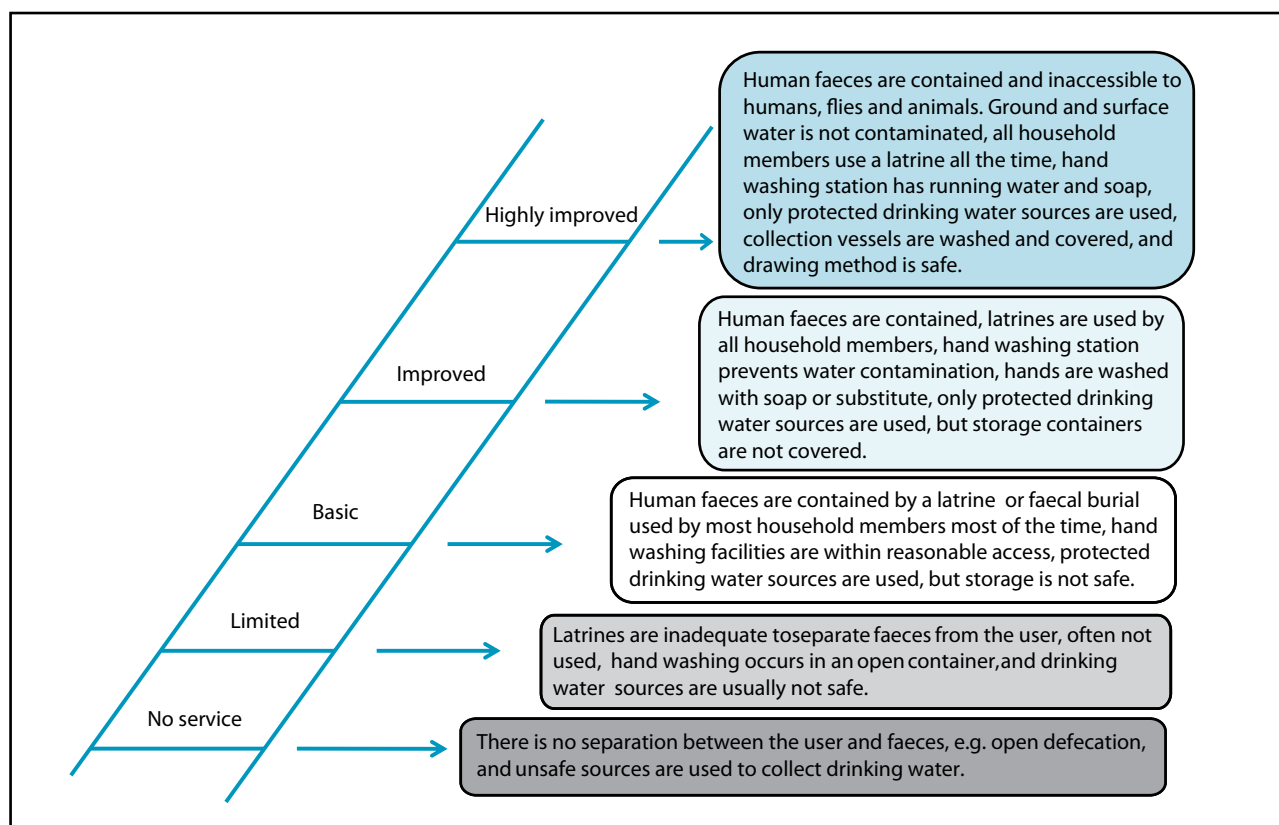 Human faeces are contained and inaccessible to
humans, flies and animals. Ground and surface
water is not contaminated, all household
members use a latrine all the time, hand
washing station has running water and soap,
only protected drinking water sources are used,
collection vessels are washed and covered, and
drawing method is safe.
Highly improved
Human faeces are contained, latrines are used by
all household members, hand washing station
prevents water contamination, hands are washed
with soap or substitute, only protected drinking
water sources are used, but storage containers
are not covered.
Improved
Human faeces are contained by a latrine or faecal burial
used by most household members most of the time, hand
washing facilities are within reasonable access, protected
drinking water sources are used, but storage is not safe.
Basic
Latrines are inadequate toseparate faeces from the user, often not
used, hand washing occurs in an open container, and drinking
water sources are usually not safe.
Limited
There is no separation between the user and faeces, e.g. open defecation,
and unsafe sources are used to collect drinking water.
No service